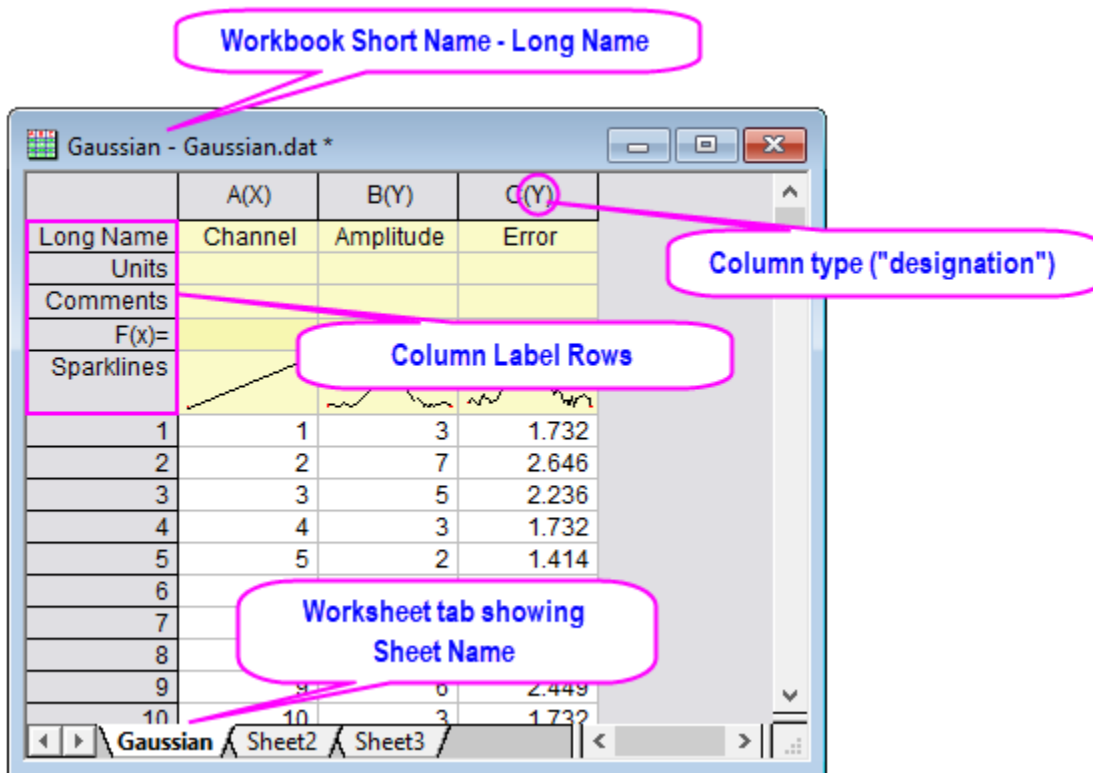 Workbook Short Name - Long Name
Gaussian - Gaussian.dat *
A(X) B(Y) C(Y)
Long Name Channel Amplitude Error
Column type ("designation")
Units
Comments
F(x)=
Column Label Rows
Sparklines
1 1 3 1.732
2 2 7 2.646
3 3 5 2.236
4 4 3 1.732
5 5 2 1.414
6
Worksheet tab showing
7
Sheet Name
8
9 9 6 2.449
10 10 3 1.732
Gaussian Sheet2 Sheet3